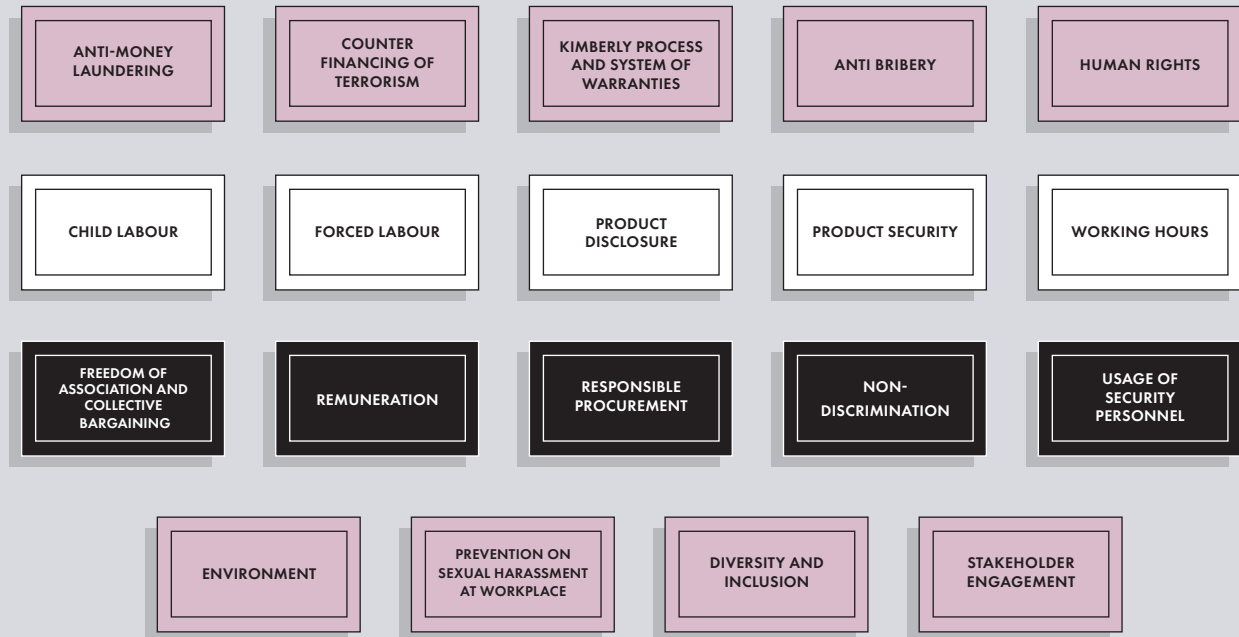 ANTI-MONEY
LAUNDERING
COUNTER
FINANCING OF
TERRORISM
KIMBERLY PROCESS
AND SYSTEM OF
WARRANTIES
ANTI BRIBERY
HUMAN RIGHTS
CHILD LABOUR
FORCED LABOUR
PRODUCT
DISCLOSURE
PRODUCT SECURITY
WORKING HOURS
FREEDOM OF
ASSOCIATION AND
COLLECTIVE
BARGAINING
REMUNERATION
RESPONSIBLE
PROCUREMENT
NON-
DISCRIMINATION
USAGE OF
SECURITY
PERSONNEL
ENVIRONMENT
PREVENTION ON
SEXUAL HARASSMENT
AT WORKPLACE
DIVERSITY AND
INCLUSION
STAKEHOLDER
ENGAGEMENT